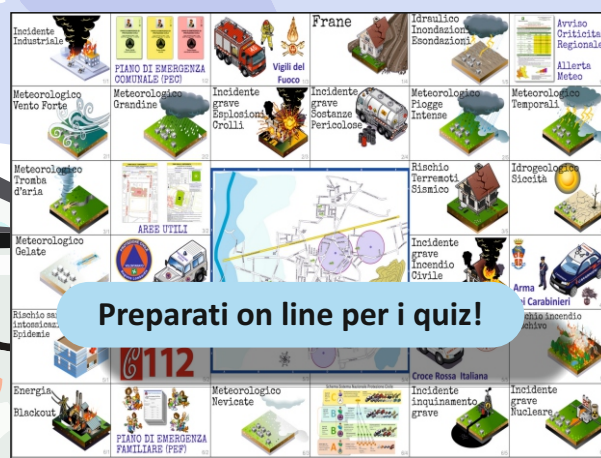 Incidente
Industriale
PIANO DI EMERGENZA
COMUNALE (PEC)
Vigili del
Fuoco
Frane
Idraulico
Inondazioni
Esondazioni
Avviso
Criticità
Regionale
Allerta
Meteo
Meteorologico
Vento Forte
Meteorologico
Grandine
Incidente
grave
Esplosioni
Crolli
Incidente
grave
Sostanze
Pericolose
Meteorologico
Piogge
Intense
Meteorologico
Temporali
Meteorologico
Tromba
d'aria
AREE UTILI
Rischio
Terremoti
Sismico
Idrogeologico
Siccità
Meteorologico
Gelate
Incidente
grave
Incendio
Civile
Arma
Carabinieri
Preparati on line per i quiz!
Rischio
Epidemie
112
Croce Rossa Italiana
incendio
Energia
Blackout
PIANO DI EMERGENZA
FAMILIARE (PEF)
Meteorologico
Nevicate
Incidente
inquinamento
grave
Incidente
grave
Nucleare